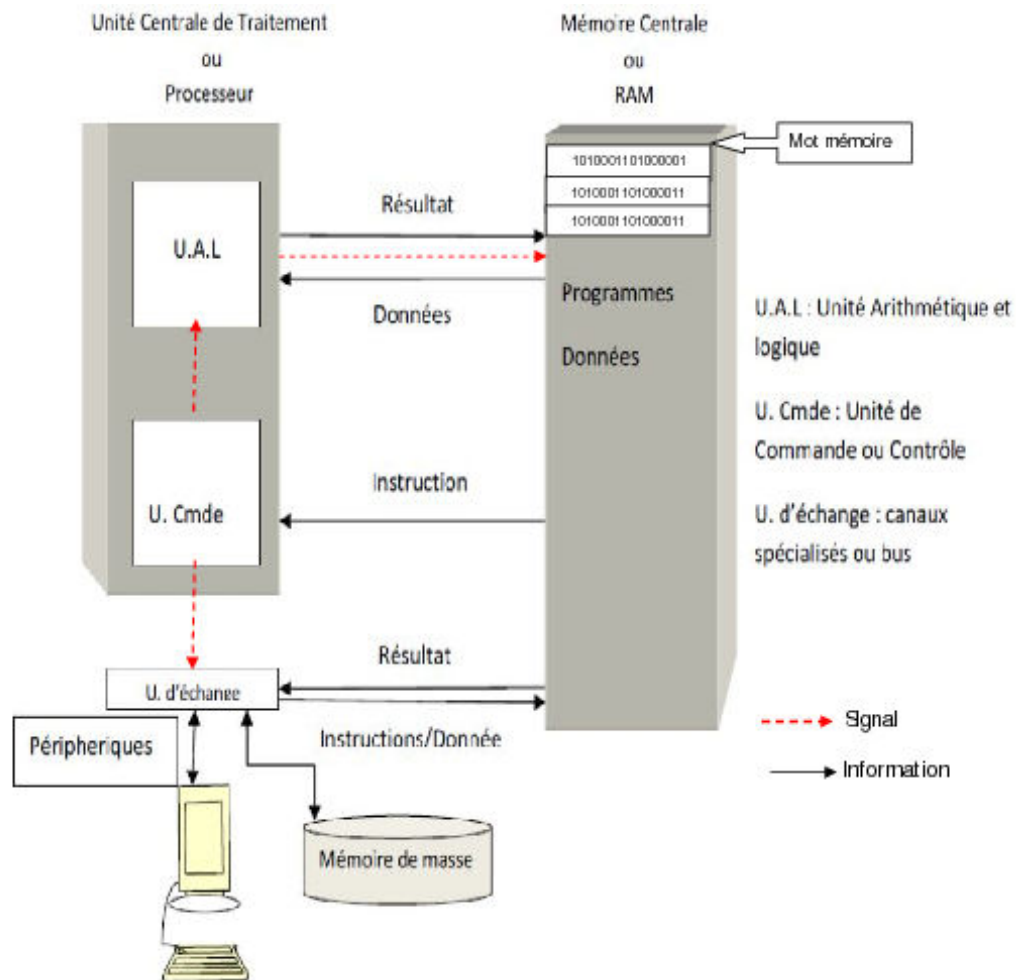 Unité Centrale de Traitement
ou
Processeur
Mémoire Centrale
ou
RAM
Mot mémoire
1010001101000001
1010001101000011
1010001101000011
U.A.L
Résultat
Données
Programmes
Données
U.A.L : Unité Arithmétique et
logique
U. Cmde : Unité de
Commande ou Contrôle
U. d'échange : canaux
spécialisés ou bus
U. Cmde
Instruction
Résultat
U. d'échange
Instructions/Donnée
Péripheriques
Mémoire de masse
Signal
Information